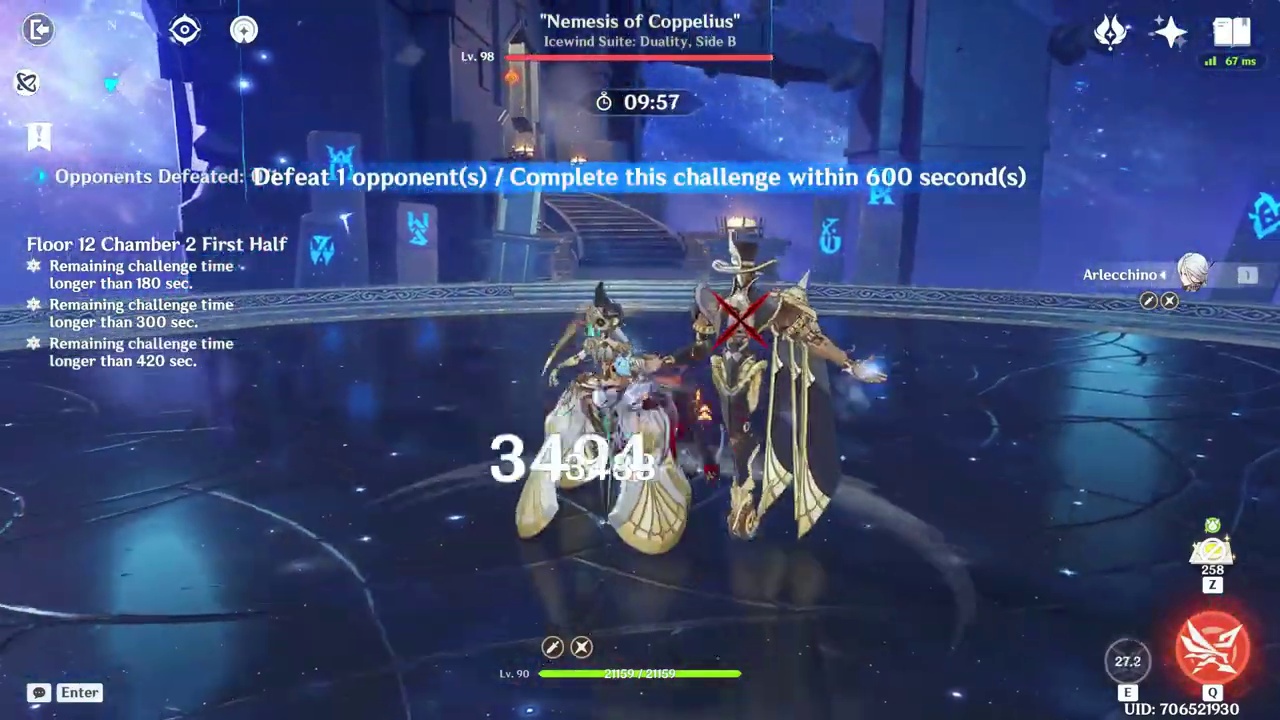 "Nemesis of Coppelius"
Icewind Suite: Duality, Side B
Lv. 98
67 ms
09:57
Opponents Defeated:
Defeat 1 opponent(s) / Complete this challenge within 600 second(s)
Floor 12 Chamber 2 First Half
Remaining challenge time
longer than 180 sec.
Remaining challenge time
longer than 300 sec.
Remaining challenge time
longer than 420 sec.
Arlecchino
1
3494
258
Z
27.2
E
Q
Lv. 90
21159 / 21159
Enter
UID: 706521930